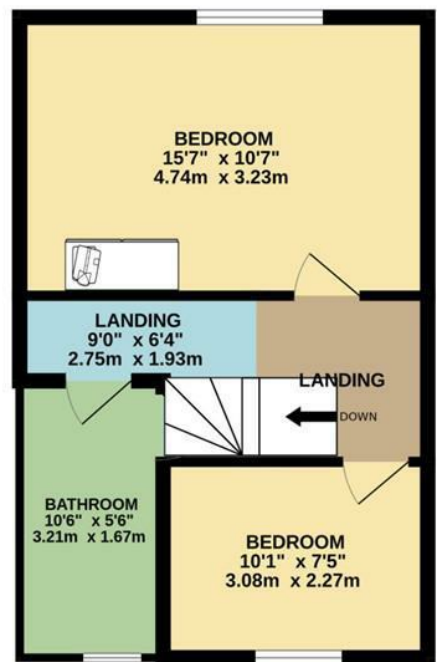 BEDROOM
15'7" x 10'7"
4.74m x 3.23m
LANDING
9'0" x 6'4"
2.75m x 1.93m
LANDING
DOWN
BATHROOM
10'6" x 5'6"
3.21m x 1.67m
BEDROOM
10'1" x 7'5"
3.08m x 2.27m